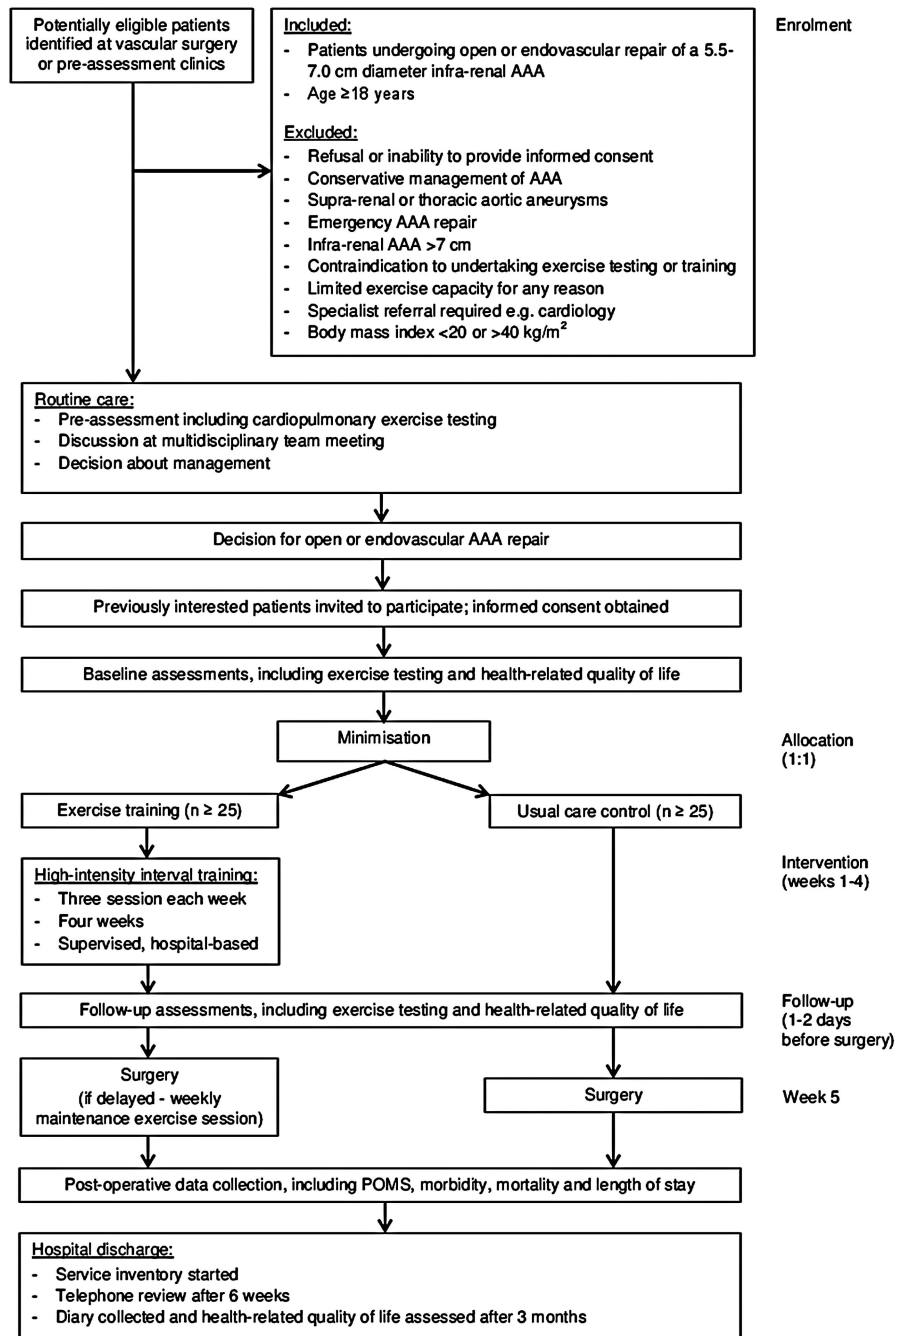 Potentially eligible patients
identified at vascular surgery
or pre-assessment clinics
Included:
- Patients undergoing open or endovascular repair of a 5.5-
7.0 cm diameter infra-renal AAA
- Age ≥18 years
Excluded:
- Refusal or inability to provide informed consent
- Conservative management of AAA
- Supra-renal or thoracic aortic aneurysms
- Emergency AAA repair
- Infra-renal AAA >7 cm
- Contraindication to undertaking exercise testing or training
- Limited exercise capacity for any reason
- Specialist referral required e.g. cardiology
- Body mass index <20 or >40 kg/m²
Enrolment
Routine care:
- Pre-assessment including cardiopulmonary exercise testing
- Discussion at multidisciplinary team meeting
- Decision about management
Decision for open or endovascular AAA repair
Previously interested patients invited to participate; informed consent obtained
Baseline assessments, including exercise testing and health-related quality of life
Minimisation
Allocation
(1:1)
Exercise training (n ≥ 25)
Usual care control (n ≥ 25)
High-intensity interval training:
- Three session each week
- Four weeks
- Supervised, hospital-based
Intervention
(weeks 1-4)
Follow-up assessments, including exercise testing and health-related quality of life
Follow-up
(1-2 days
before surgery)
Surgery
(if delayed - weekly
maintenance exercise session)
Surgery
Week 5
Post-operative data collection, including POMS, morbidity, mortality and length of stay
Hospital discharge:
- Service inventory started
- Telephone review after 6 weeks
- Diary collected and health-related quality of life assessed after 3 months